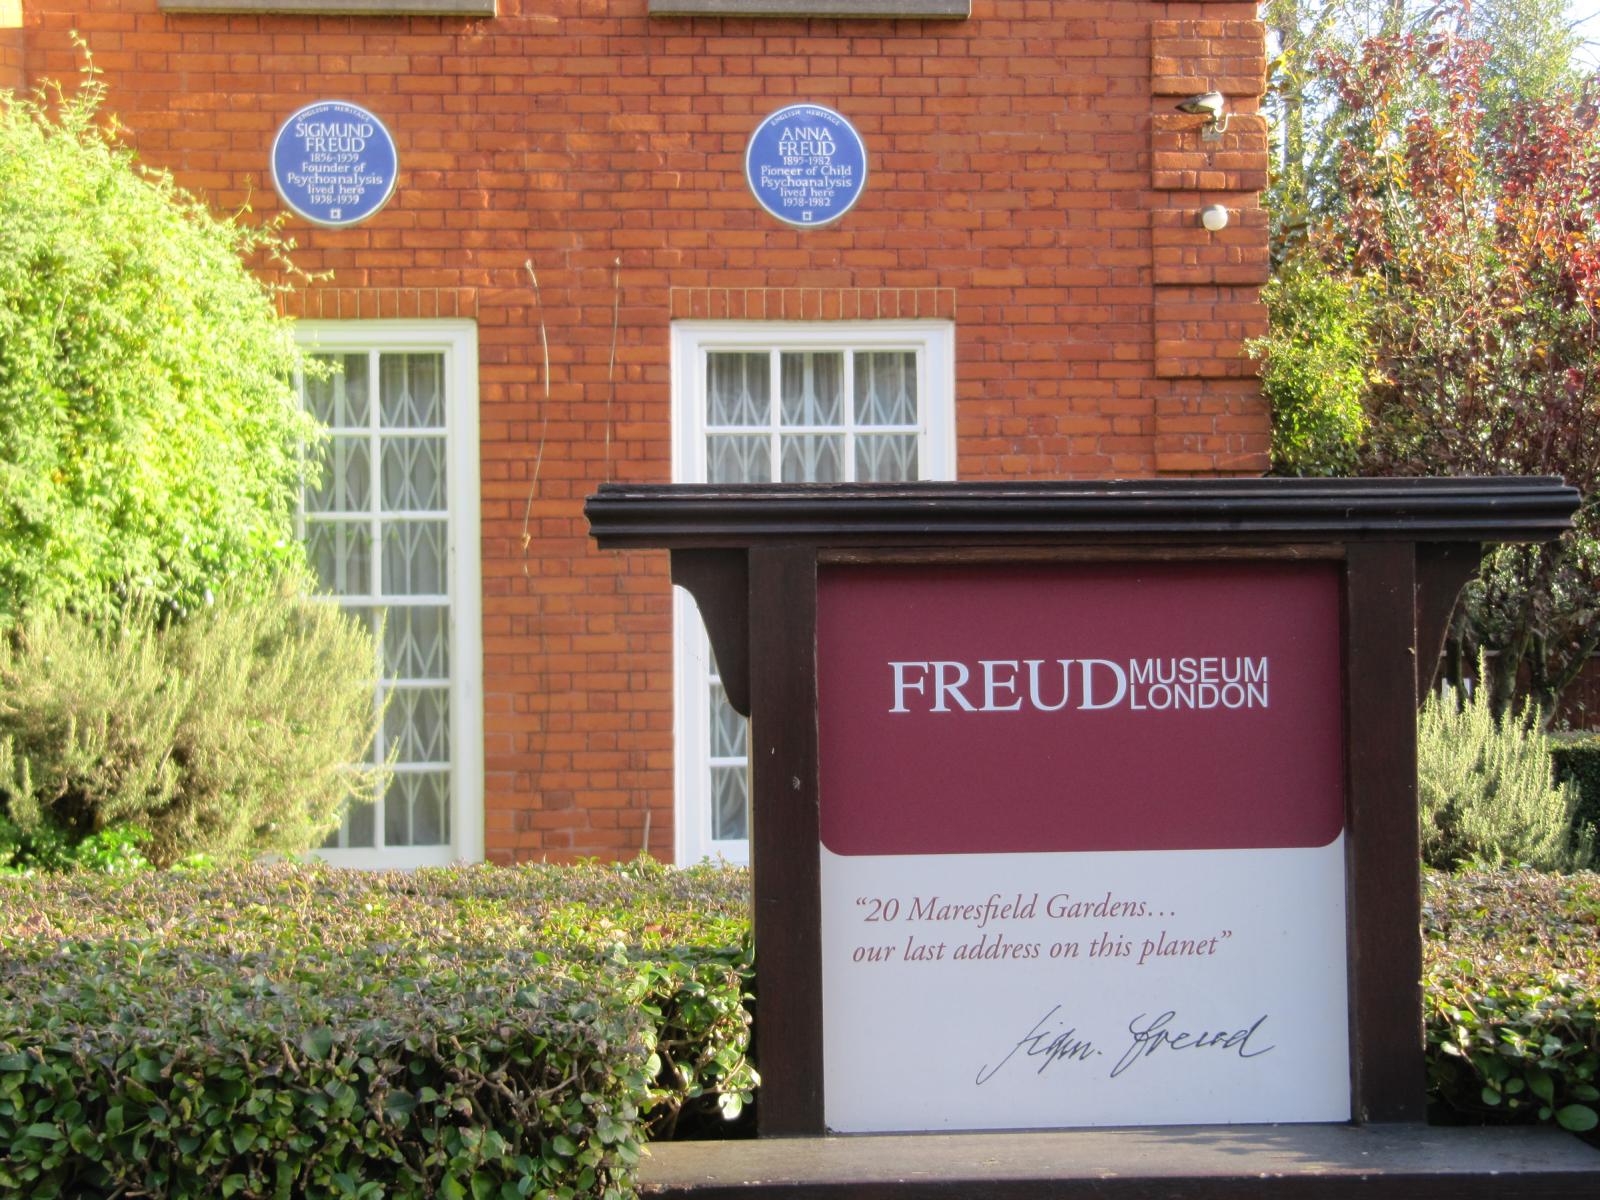 ENGLISH HERITAGE
SIGMUND
FREUD
1856-1939
Founder of
Psychoanalysis
lived here
1938-1939
ENGLISH HERITAGE
ANNA
FREUD
1895-1982
Pioneer of Child
Psychoanalysis
lived here
1938-1982
FREUD MUSEUM
LONDON
“20 Maresfield Gardens…
our last address on this planet”
Sigm. Freud